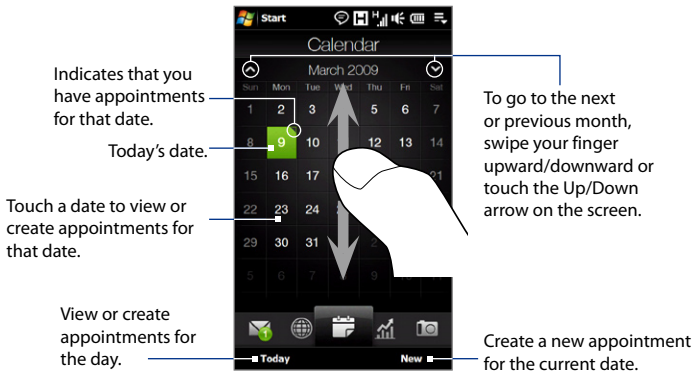 Start
Calendar
March 2009
Sun Mon Tue Wed Thu Fri Sat
1 2 3 5 6 7
8 9 10 12 13 14
15 16 17 21
22 23 24
29 30 31 2
5 6 7 9
1
Today New
Indicates that you
have appointments
for that date.
Today's date.
Touch a date to view or
create appointments for
that date.
View or create
appointments for
the day.
To go to the next
or previous month,
swipe your finger
upward/downward or
touch the Up/Down
arrow on the screen.
Create a new appointment
for the current date.